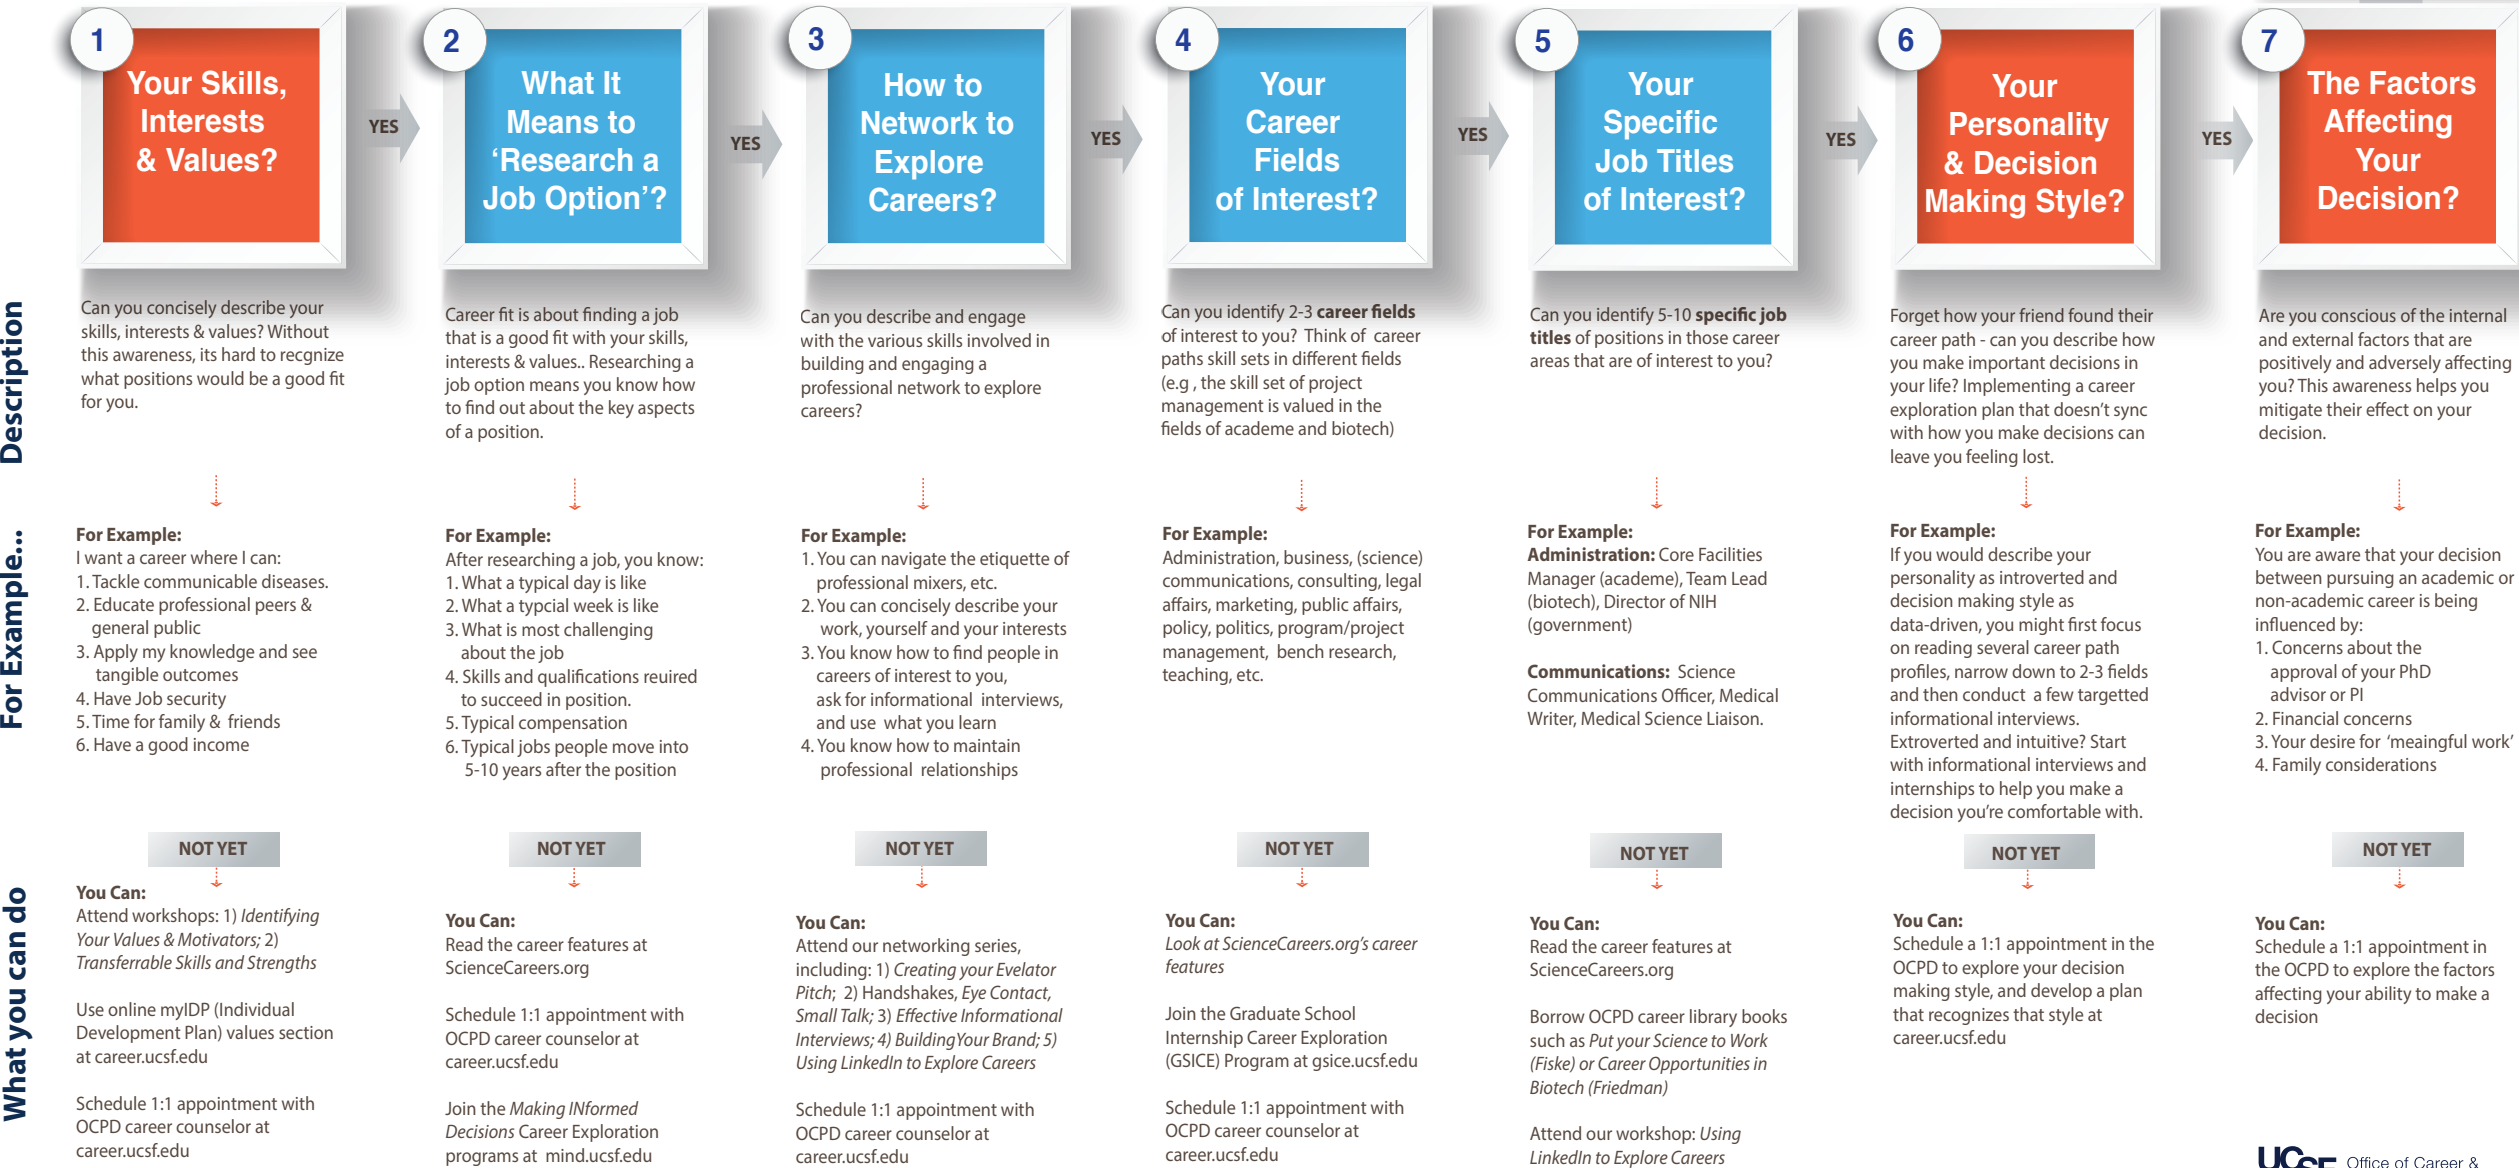 1
Your Skills,
Interests
& Values?
YES
2
What It
Means to
‘Research a
Job Option’?
YES
3
How to
Network to
Explore
Careers?
YES
4
Your
Career
Fields
of Interest?
YES
5
Your
Specific
Job Titles
of Interest?
YES
6
Your
Personality
& Decision
Making Style?
YES
7
The Factors
Affecting
Your
Decision?
Description
Can you concisely describe your
skills, interests & values? Without
this awareness, its hard to recgnize
what positions would be a good fit
for you.
Career fit is about finding a job
that is a good fit with your skills,
interests & values.. Researching a
job option means you know how
to find out about the key aspects
of a position.
Can you describe and engage
with the various skills involved in
building and engaging a
professional network to explore
careers?
Can you identify 2-3 career fields
of interest to you? Think of career
paths skill sets in different fields
(e.g , the skill set of project
management is valued in the
fields of academe and biotech)
Can you identify 5-10 specific job
titles of positions in those career
areas that are of interest to you?
Forget how your friend found their
career path - can you describe how
you make important decisions in
your life? Implementing a career
exploration plan that doesn’t sync
with how you make decisions can
leave you feeling lost.
Are you conscious of the internal
and external factors that are
positively and adversely affecting
you? This awareness helps you
mitigate their effect on your
decision.
For Example...
For Example:
I want a career where I can:
1. Tackle communicable diseases.
2. Educate professional peers &
general public
3. Apply my knowledge and see
tangible outcomes
4. Have Job security
5. Time for family & friends
6. Have a good income
For Example:
After researching a job, you know:
1. What a typical day is like
2. What a typcial week is like
3. What is most challenging
about the job
4. Skills and qualifications reuired
to succeed in position.
5. Typical compensation
6. Typical jobs people move into
5-10 years after the position
For Example:
1. You can navigate the etiquette of
professional mixers, etc.
2. You can concisely describe your
work, yourself and your interests
3. You know how to find people in
careers of interest to you,
ask for informational interviews,
and use what you learn
4. You know how to maintain
professional relationships
For Example:
Administration, business, (science)
communications, consulting, legal
affairs, marketing, public affairs,
policy, politics, program/project
management, bench research,
teaching, etc.
For Example:
Administration: Core Facilities
Manager (academe), Team Lead
(biotech), Director of NIH
(government)
Communications: Science
Communications Officer, Medical
Writer, Medical Science Liaison.
For Example:
If you would describe your
personality as introverted and
decision making style as
data-driven, you might first focus
on reading several career path
profiles, narrow down to 2-3 fields
and then conduct a few targetted
informational interviews.
Extroverted and intuitive? Start
with informational interviews and
internships to help you make a
decision you’re comfortable with.
For Example:
You are aware that your decision
between pursuing an academic or
non-academic career is being
influenced by:
1. Concerns about the
approval of your PhD
advisor or PI
2. Financial concerns
3. Your desire for ‘meaingful work’
4. Family considerations
What you can do
NOT YET
You Can:
Attend workshops: 1) Identifying
Your Values & Motivators; 2)
Transferrable Skills and Strengths
Use online myIDP (Individual
Development Plan) values section
at career.ucsf.edu
Schedule 1:1 appointment with
OCPD career counselor at
career.ucsf.edu
NOT YET
You Can:
Read the career features at
ScienceCareers.org
Schedule 1:1 appointment with
OCPD career counselor at
career.ucsf.edu
Join the Making INformed
Decisions Career Exploration
programs at mind.ucsf.edu
NOT YET
You Can:
Attend our networking series,
including: 1) Creating your Evelator
Pitch; 2) Handshakes, Eye Contact,
Small Talk; 3) Effective Informational
Interviews; 4) BuildingYour Brand; 5)
Using LinkedIn to Explore Careers
Schedule 1:1 appointment with
OCPD career counselor at
career.ucsf.edu
NOT YET
You Can:
Look at ScienceCareers.org’s career
features
Join the Graduate School
Internship Career Exploration
(GSICE) Program at gsice.ucsf.edu
Schedule 1:1 appointment with
OCPD career counselor at
career.ucsf.edu
NOT YET
You Can:
Read the career features at
ScienceCareers.org
Borrow OCPD career library books
such as Put your Science to Work
(Fiske) or Career Opportunities in
Biotech (Friedman)
Attend our workshop: Using
LinkedIn to Explore Careers
NOT YET
You Can:
Schedule a 1:1 appointment in the
OCPD to explore your decision
making style, and develop a plan
that recognizes that style at
career.ucsf.edu
NOT YET
You Can:
Schedule a 1:1 appointment in
the OCPD to explore the factors
affecting your ability to make a
decision
UCSF Office of Career &